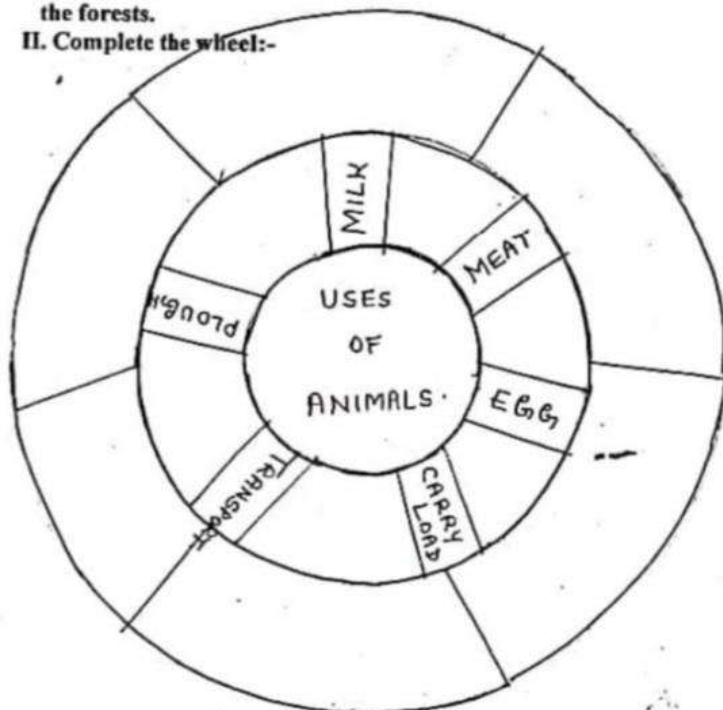 the forests.
II. Complete the wheel:-
MILK
MEAT
PLOUGH
USES
OF
ANIMALS.
EGG
TRANSPORT
CARRY
LOAD